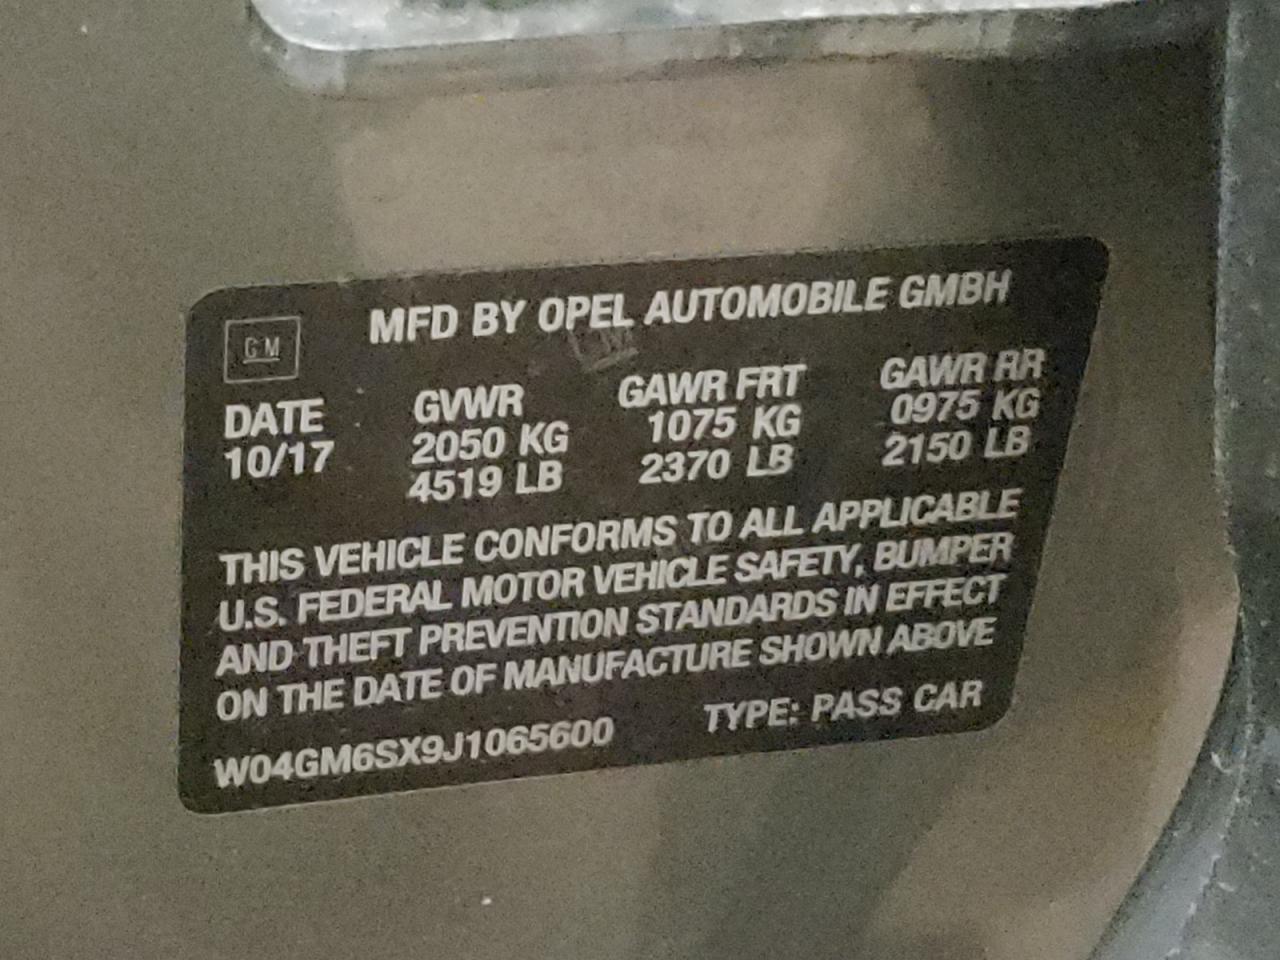 GM
MFD BY OPEL AUTOMOBILE GMBH
DATE GVWR GAWR FRT GAWR RR
10/17 2050 KG 1075 KG 0975 KG
4519 LB 2370 LB 2150 LB
THIS VEHICLE CONFORMS TO ALL APPLICABLE
U.S. FEDERAL MOTOR VEHICLE SAFETY, BUMPER
AND THEFT PREVENTION STANDARDS IN EFFECT
ON THE DATE OF MANUFACTURE SHOWN ABOVE
W04GM6SX9J1065600 TYPE: PASS CAR